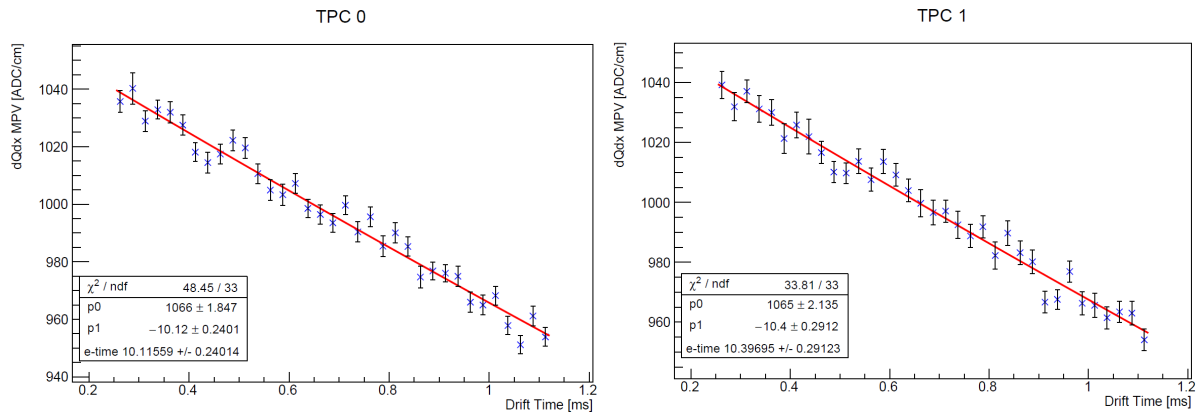 TPC 0
dQdx MPV [ADC/cm]
1040
1020
1000
980
960
940
χ² / ndf 48.45 / 33
p0 1066 ± 1.847
p1 −10.12 ± 0.2401
e-time 10.11559 +/- 0.24014
0.2 0.4 0.6 0.8 1 1.2
Drift Time [ms]
TPC 1
dQdx MPV [ADC/cm]
1040
1020
1000
980
960
χ² / ndf 33.81 / 33
p0 1065 ± 2.135
p1 −10.4 ± 0.2912
e-time 10.39695 +/- 0.29123
0.2 0.4 0.6 0.8 1 1.2
Drift Time [ms]